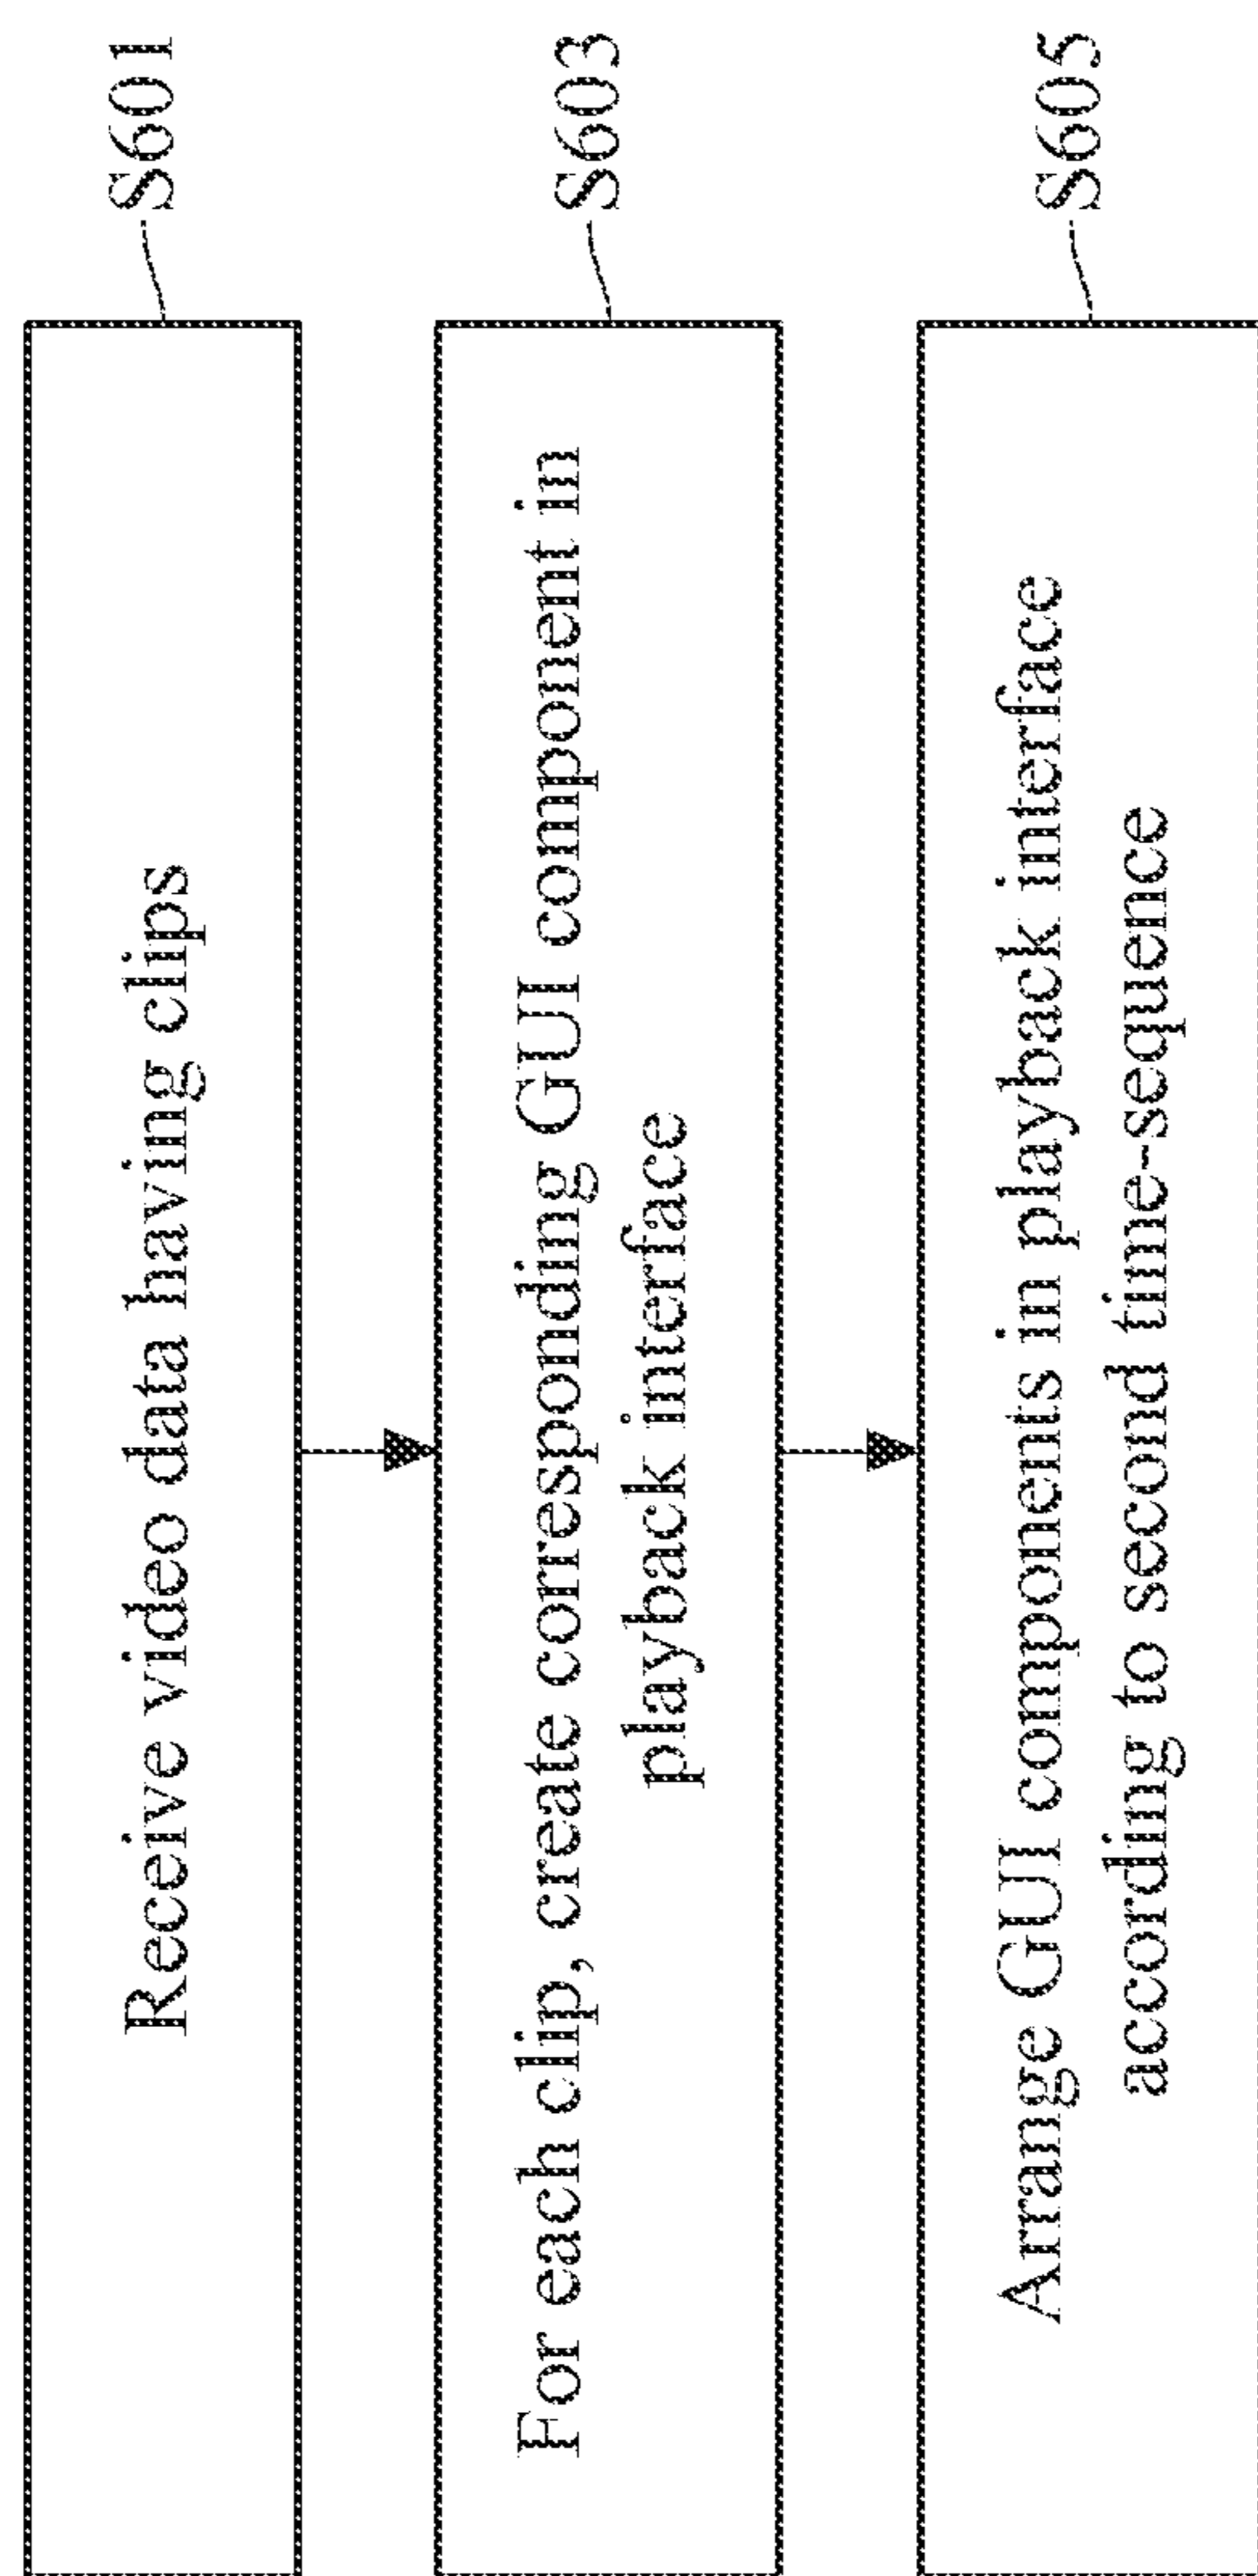 Receive video data having clips
S601
For each clip, create corresponding GUI component in
playback interface
S603
Arrange GUI components in playback interface
according to second time-sequence
S605